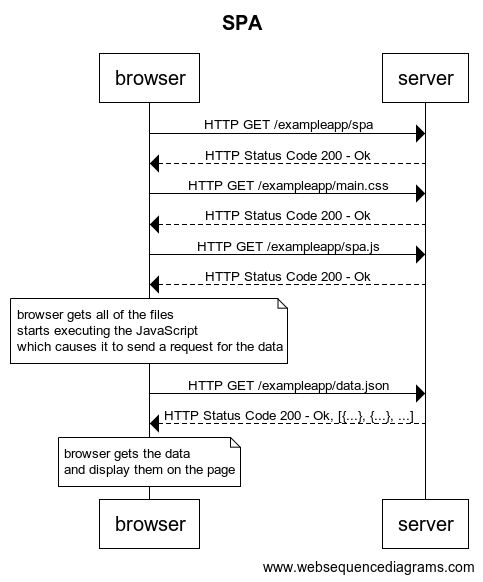 SPA
browser server
HTTP GET /exampleapp/spa
HTTP Status Code 200 - Ok
HTTP GET /exampleapp/main.css
HTTP Status Code 200 - Ok
HTTP GET /exampleapp/spa.js
HTTP Status Code 200 - Ok
browser gets all of the files
starts executing the JavaScript
which causes it to send a request for the data
HTTP GET /exampleapp/data.json
HTTP Status Code 200 - Ok, [{...}, {...}, ...]
browser gets the data
and display them on the page
browser server
www.websequencediagrams.com